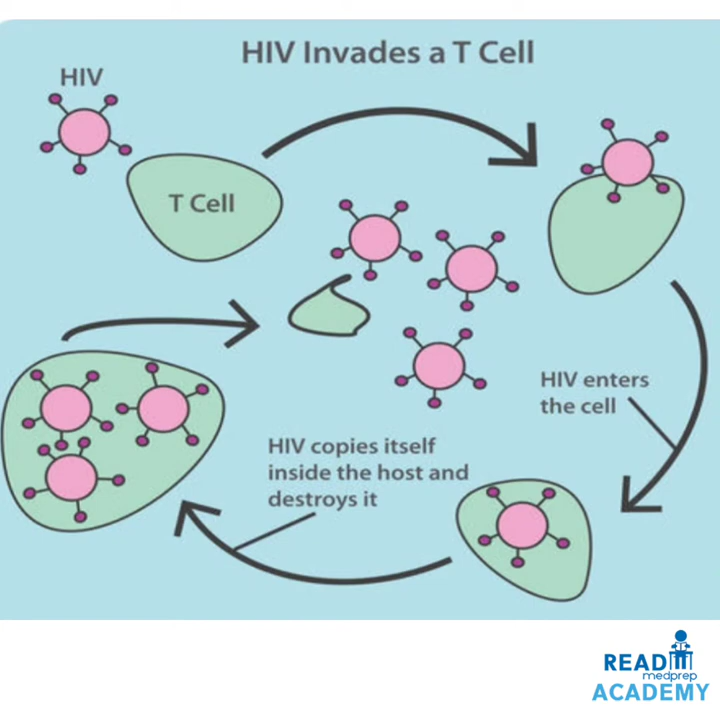 HIV Invades a T Cell
HIV
T Cell
HIV enters
the cell
HIV copies itself
inside the host and
destroys it
READ
medprep
ACADEMY